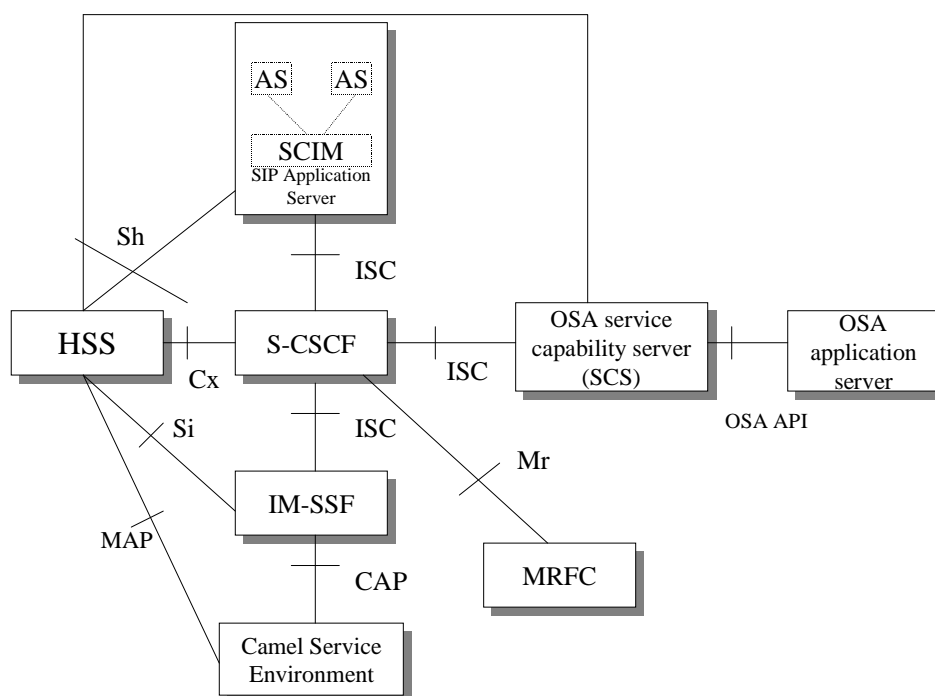 AS AS
SCIM
SIP Application
Server
Sh
ISC
HSS
S-CSCF
OSA service
capability server
(SCS)
OSA
application
server
Cx
ISC
OSA API
Si
ISC
Mr
IM-SSF
MAP
CAP
MRFC
Camel Service
Environment